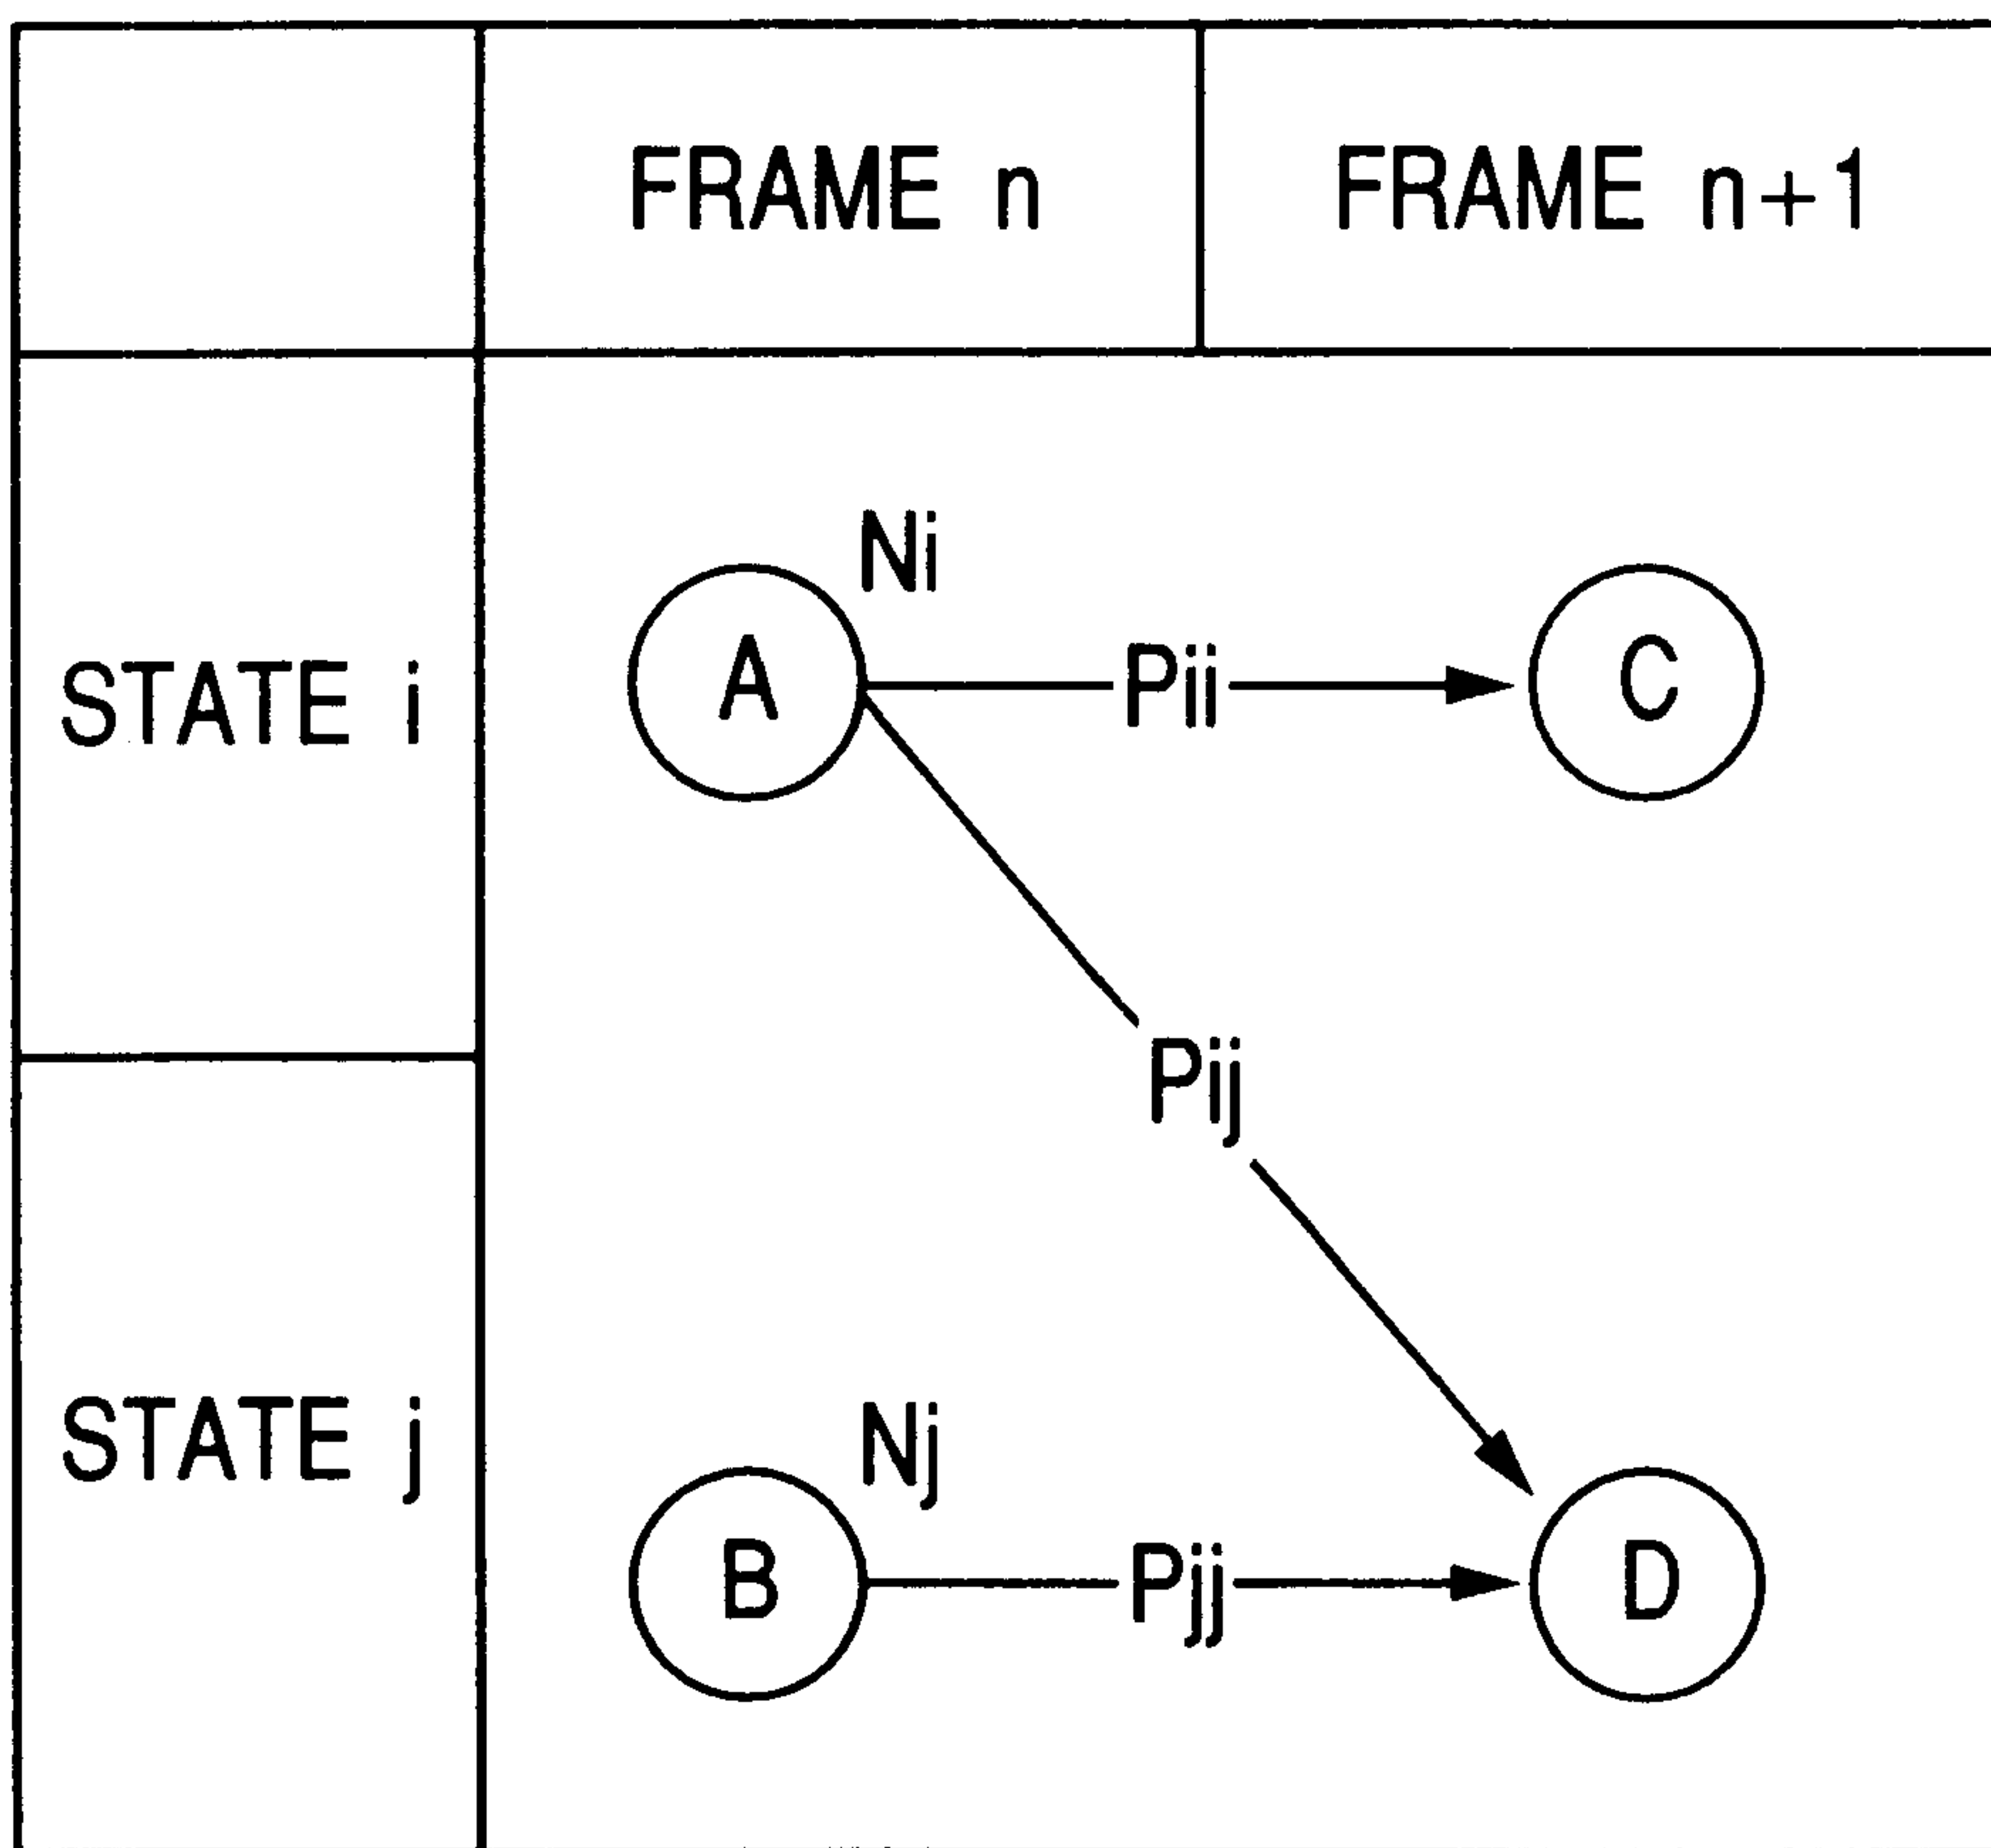 FRAME n
FRAME n+1
Ni
STATE i
A
Pii
C
Pij
STATE j
Nj
B
Pjj
D